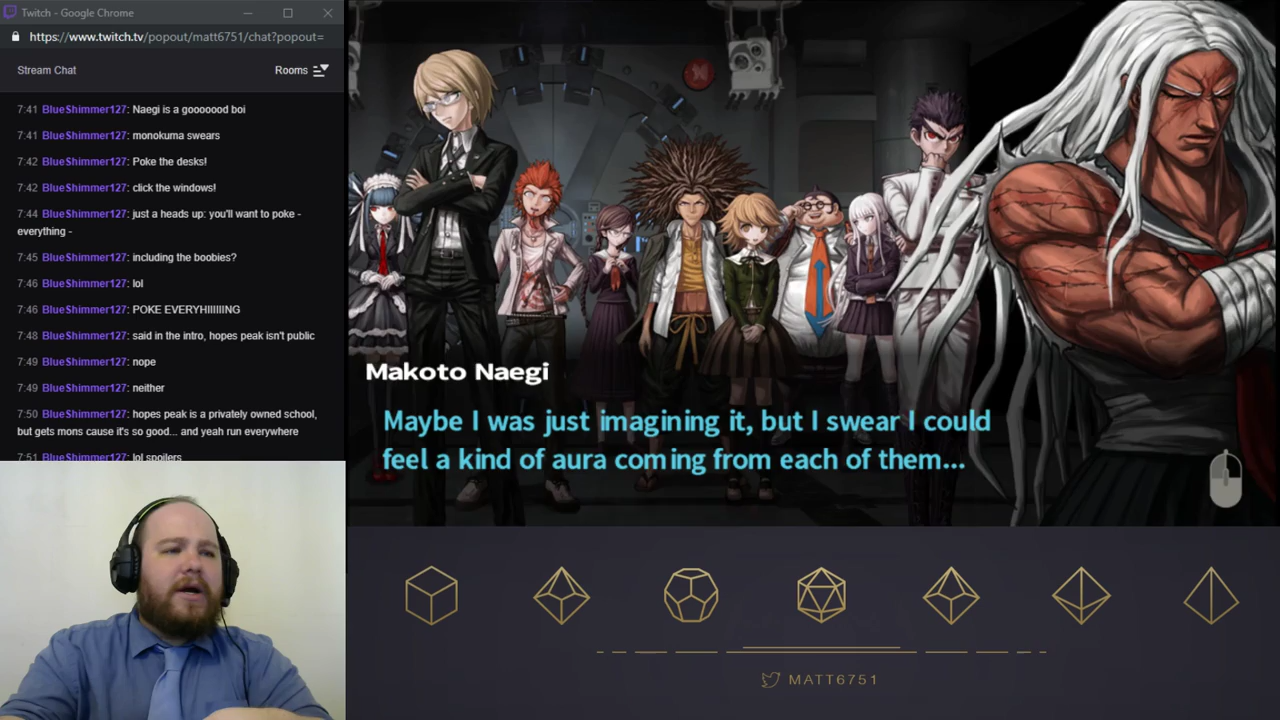 Twitch - Google Chrome
https://www.twitch.tv/popout/matt6751/chat?popout=
Stream Chat
Rooms
7:41 BlueShimmer127: Naegi is a gooooood boi
7:41 BlueShimmer127: monokuma swears
7:42 BlueShimmer127: Poke the desks!
7:42 BlueShimmer127: click the windows!
7:44 BlueShimmer127: just a heads up: you'll want to poke -
everything -
7:45 BlueShimmer127: including the boobies?
7:46 BlueShimmer127: lol
7:46 BlueShimmer127: POKE EVERYHIIIIIING
7:48 BlueShimmer127: said in the intro, hopes peak isn't public
7:49 BlueShimmer127: nope
7:49 BlueShimmer127: neither
7:50 BlueShimmer127: hopes peak is a privately owned school,
but gets mons cause it's so good... and yeah run everywhere
7:51 BlueShimmer127: lol spoilers
Makoto Naegi
Maybe I was just imagining it, but I swear I could
feel a kind of aura coming from each of them...
MATT6751